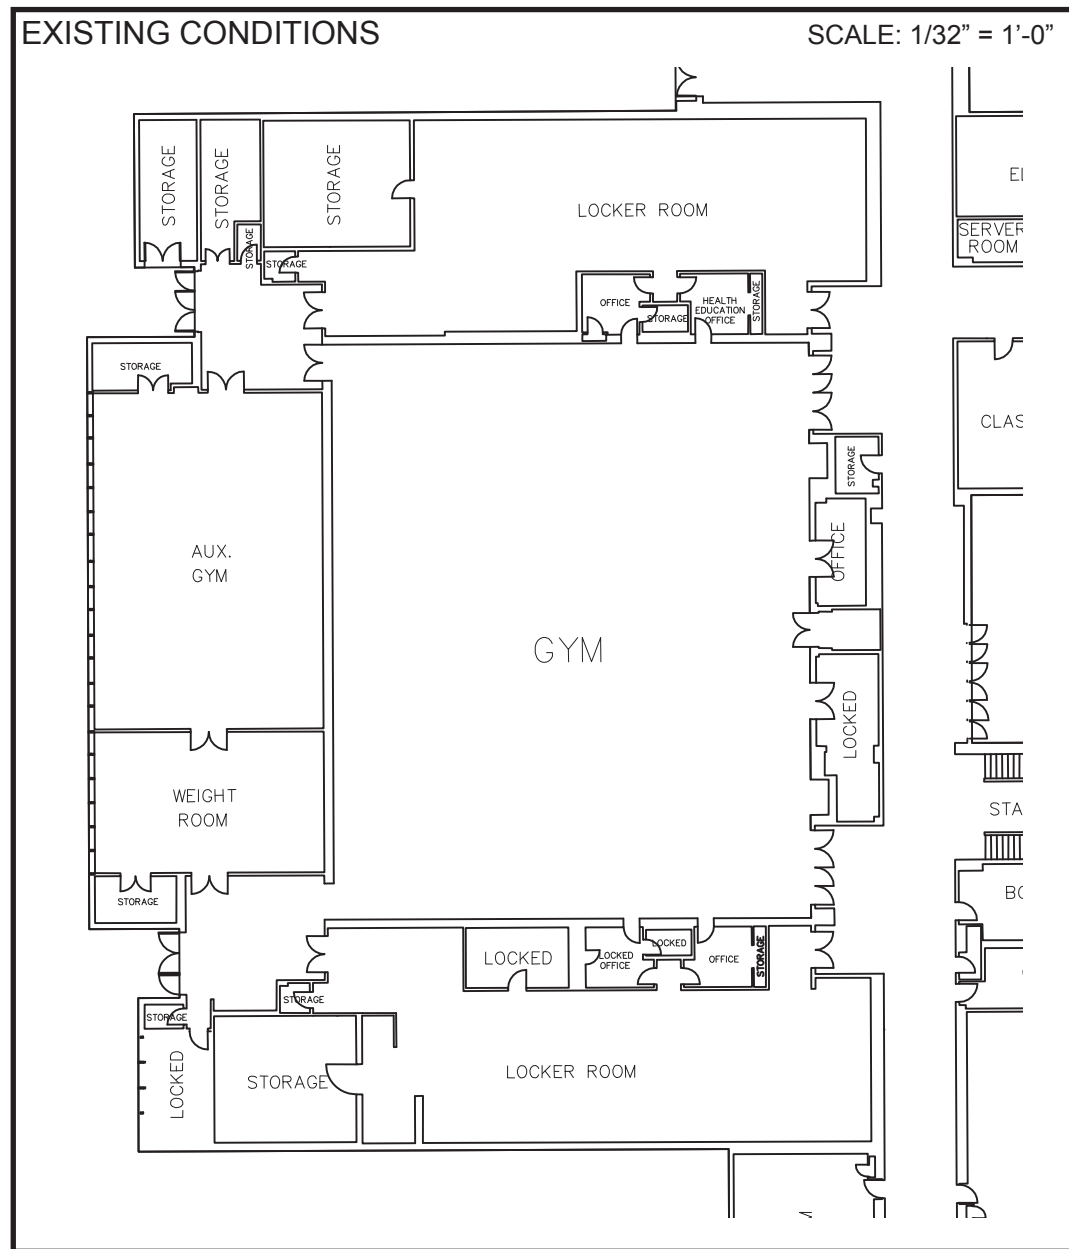 EXISTING CONDITIONS
SCALE: 1/32” = 1’-0”
STORAGE
STORAGE
STORAGE
LOCKER ROOM
STORAGE
STORAGE
SERVER
ROOM
OFFICE
STORAGE
HEALTH
EDUCATION
OFFICE
STORAGE
STORAGE
CLAS
STORAGE
AUX.
GYM
OFFICE
GYM
LOCKED
WEIGHT
ROOM
STA
STORAGE
BO
LOCKED
LOCKED
OFFICE
LOCKED
OFFICE
STORAGE
STORAGE
STORAGE
LOCKED
STORAGE
LOCKER ROOM